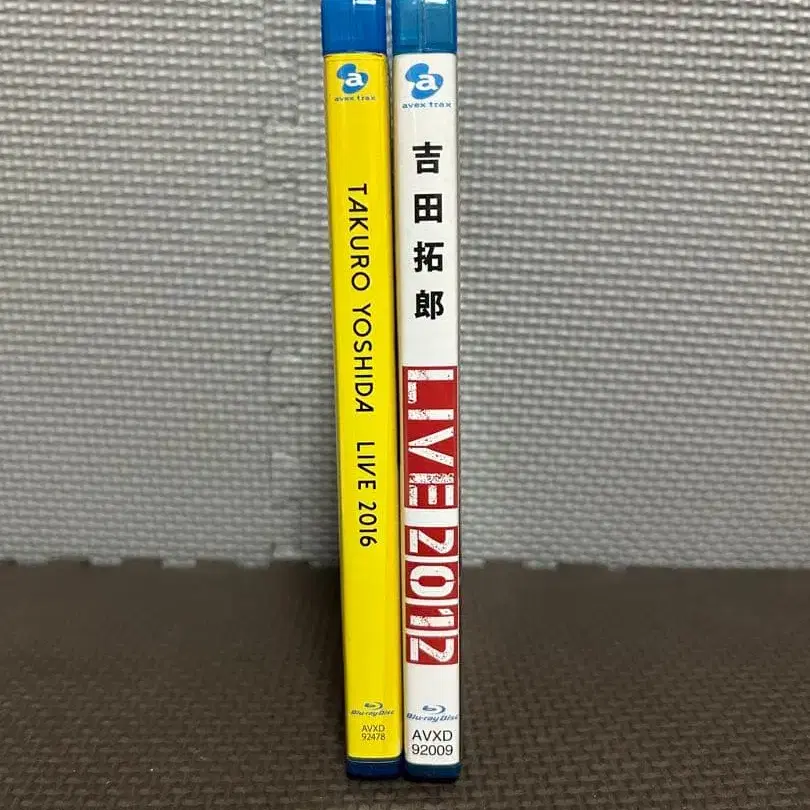 a
avex trax
TAKURO YOSHIDA LIVE 2016
Blu-ray Disc
AVXD
92478
a
avex trax
吉田拓郎
LIVE 2012
Blu-ray Disc
AVXD
92009